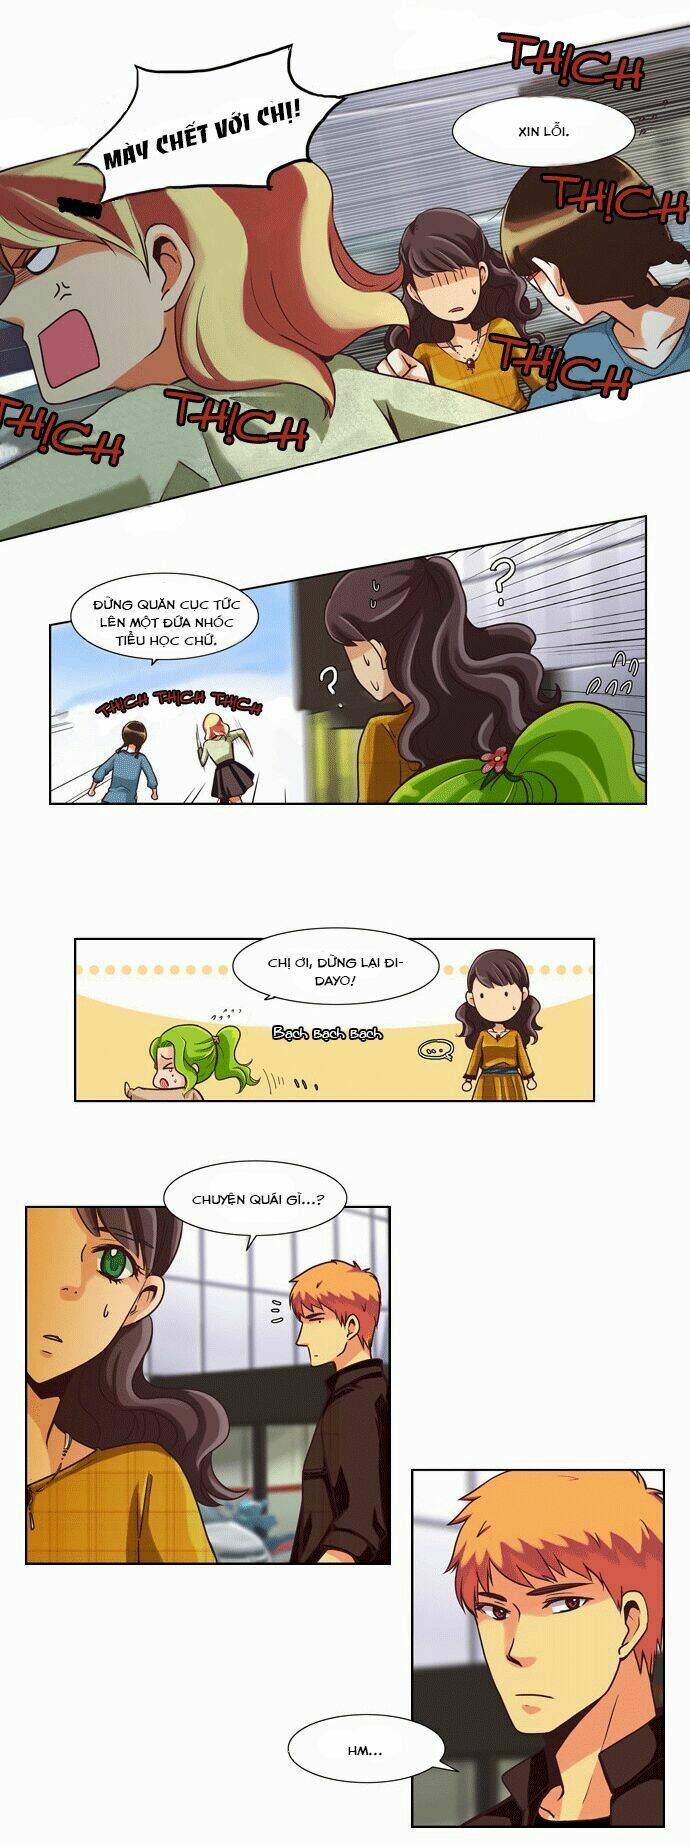 THỊCH
MÀY CHẾT VỚI CHỊ!
XIN LỖI.
THỊCH
THỊCH
THỊCH
THỊCH
ĐỪNG QUĂN CỤC TỨC
LÊN MỘT ĐỨA NHÓC
TIỂU HỌC CHỨ.
?
?
THỊCH THỊCH THỊCH
CHỊ ƠI, DỪNG LẠI ĐI-
DAYO!
BẠCH BẠCH BẠCH
CHUYỆN QUÁI GÌ...?
HM...